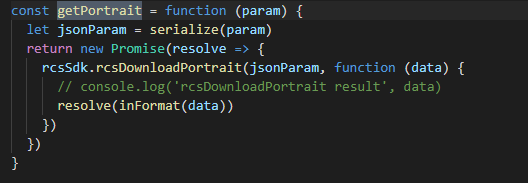 const getPortrait = function (param) {
  let jsonParam = serialize(param)
  return new Promise(resolve => {
    rcsSdk.rcsDownloadPortrait(jsonParam, function (data) {
      // console.log('rcsDownloadPortrait result', data)
      resolve(inFormat(data))
    })
  })
}